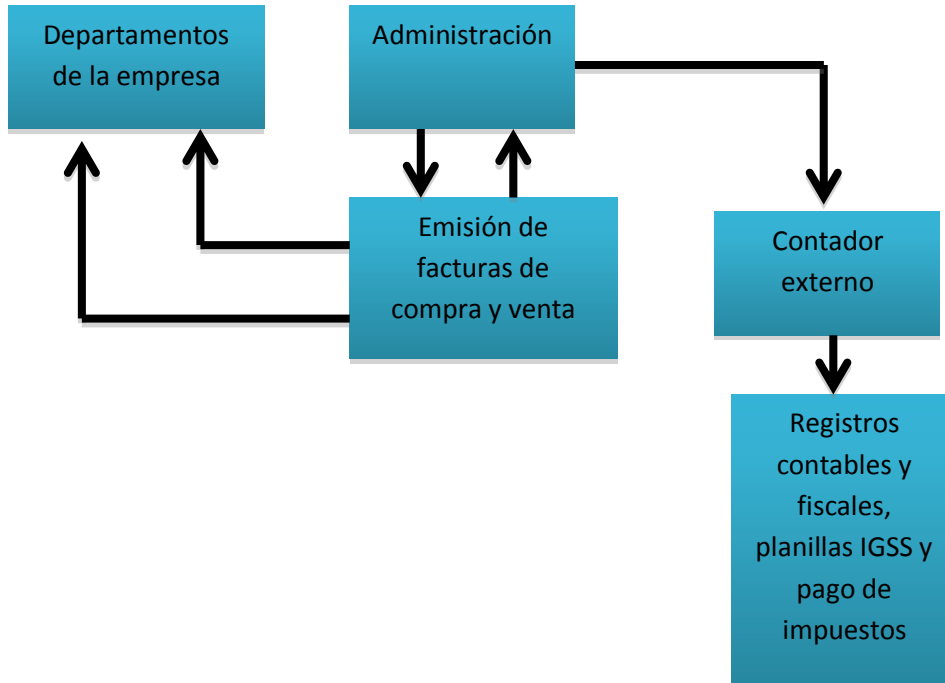 Departamentos
de la empresa
Administración
Emisión de
facturas de
compra y venta
Contador
externo
Registros
contables y
fiscales,
planillas IGSS y
pago de
impuestos